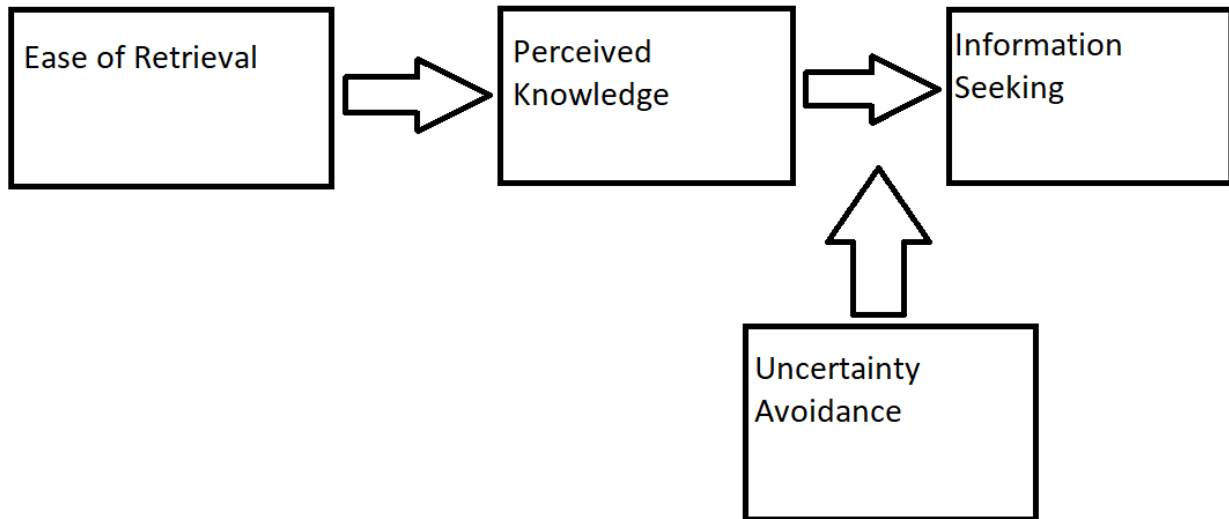 Ease of Retrieval
Perceived
Knowledge
Information
Seeking
Uncertainty
Avoidance